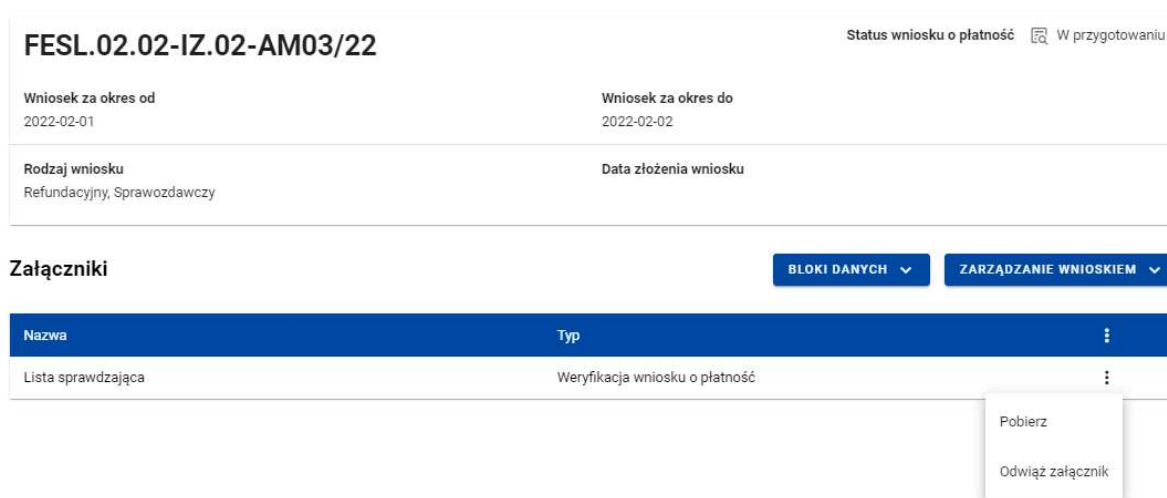 FESL.02.02-IZ.02-AM03/22
Status wniosku o płatność W przygotowaniu
Wniosek za okres od Wniosek za okres do
2022-02-01 2022-02-02
Rodzaj wniosku Data złożenia wniosku
Refundacyjny, Sprawozdawczy
Załączniki BLOKI DANYCH ZARZĄDZANIE WNIOSKIEM
Nazwa Typ
Lista sprawdzająca Weryfikacja wniosku o płatność
Pobierz
Odwiąż załącznik